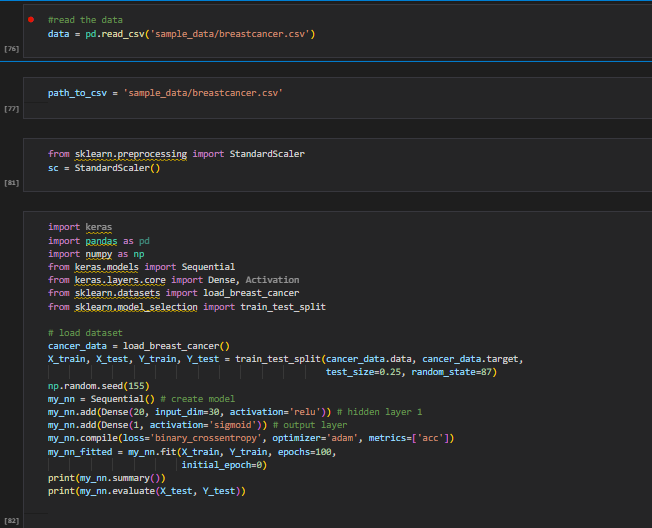 #read the data
data = pd.read_csv('sample_data/breastcancer.csv')
[76]
path_to_csv = 'sample_data/breastcancer.csv'
[77]
from sklearn.preprocessing import StandardScaler
sc = StandardScaler()
[81]
import keras
import pandas as pd
import numpy as np
from keras.models import Sequential
from keras.layers.core import Dense, Activation
from sklearn.datasets import load_breast_cancer
from sklearn.model_selection import train_test_split
# load dataset
cancer_data = load_breast_cancer()
X_train, X_test, Y_train, Y_test = train_test_split(cancer_data.data, cancer_data.target,
test_size=0.25, random_state=87)
np.random.seed(155)
my_nn = Sequential() # create model
my_nn.add(Dense(20, input_dim=30, activation='relu')) # hidden layer 1
my_nn.add(Dense(1, activation='sigmoid')) # output layer
my_nn.compile(loss='binary_crossentropy', optimizer='adam', metrics=['acc'])
my_nn_fitted = my_nn.fit(X_train, Y_train, epochs=100,
initial_epoch=0)
print(my_nn.summary())
print(my_nn.evaluate(X_test, Y_test))
[82]